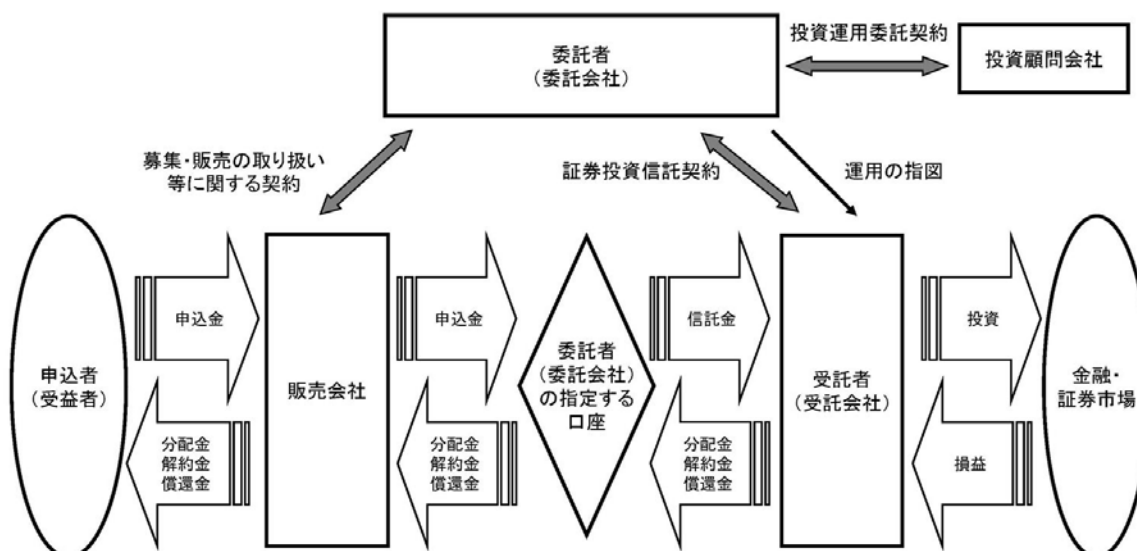 委託者
(委託会社)
投資運用委託契約
投資顧問会社
募集・販売の取り扱い
等に関する契約
証券投資信託契約
運用の指図
申込者
(受益者)
申込金
分配金
解約金
償還金
販売会社
申込金
分配金
解約金
償還金
委託者
(委託会社)
の指定する
口座
信託金
分配金
解約金
償還金
受託者
(受託会社)
投資
損益
金融・
証券市場